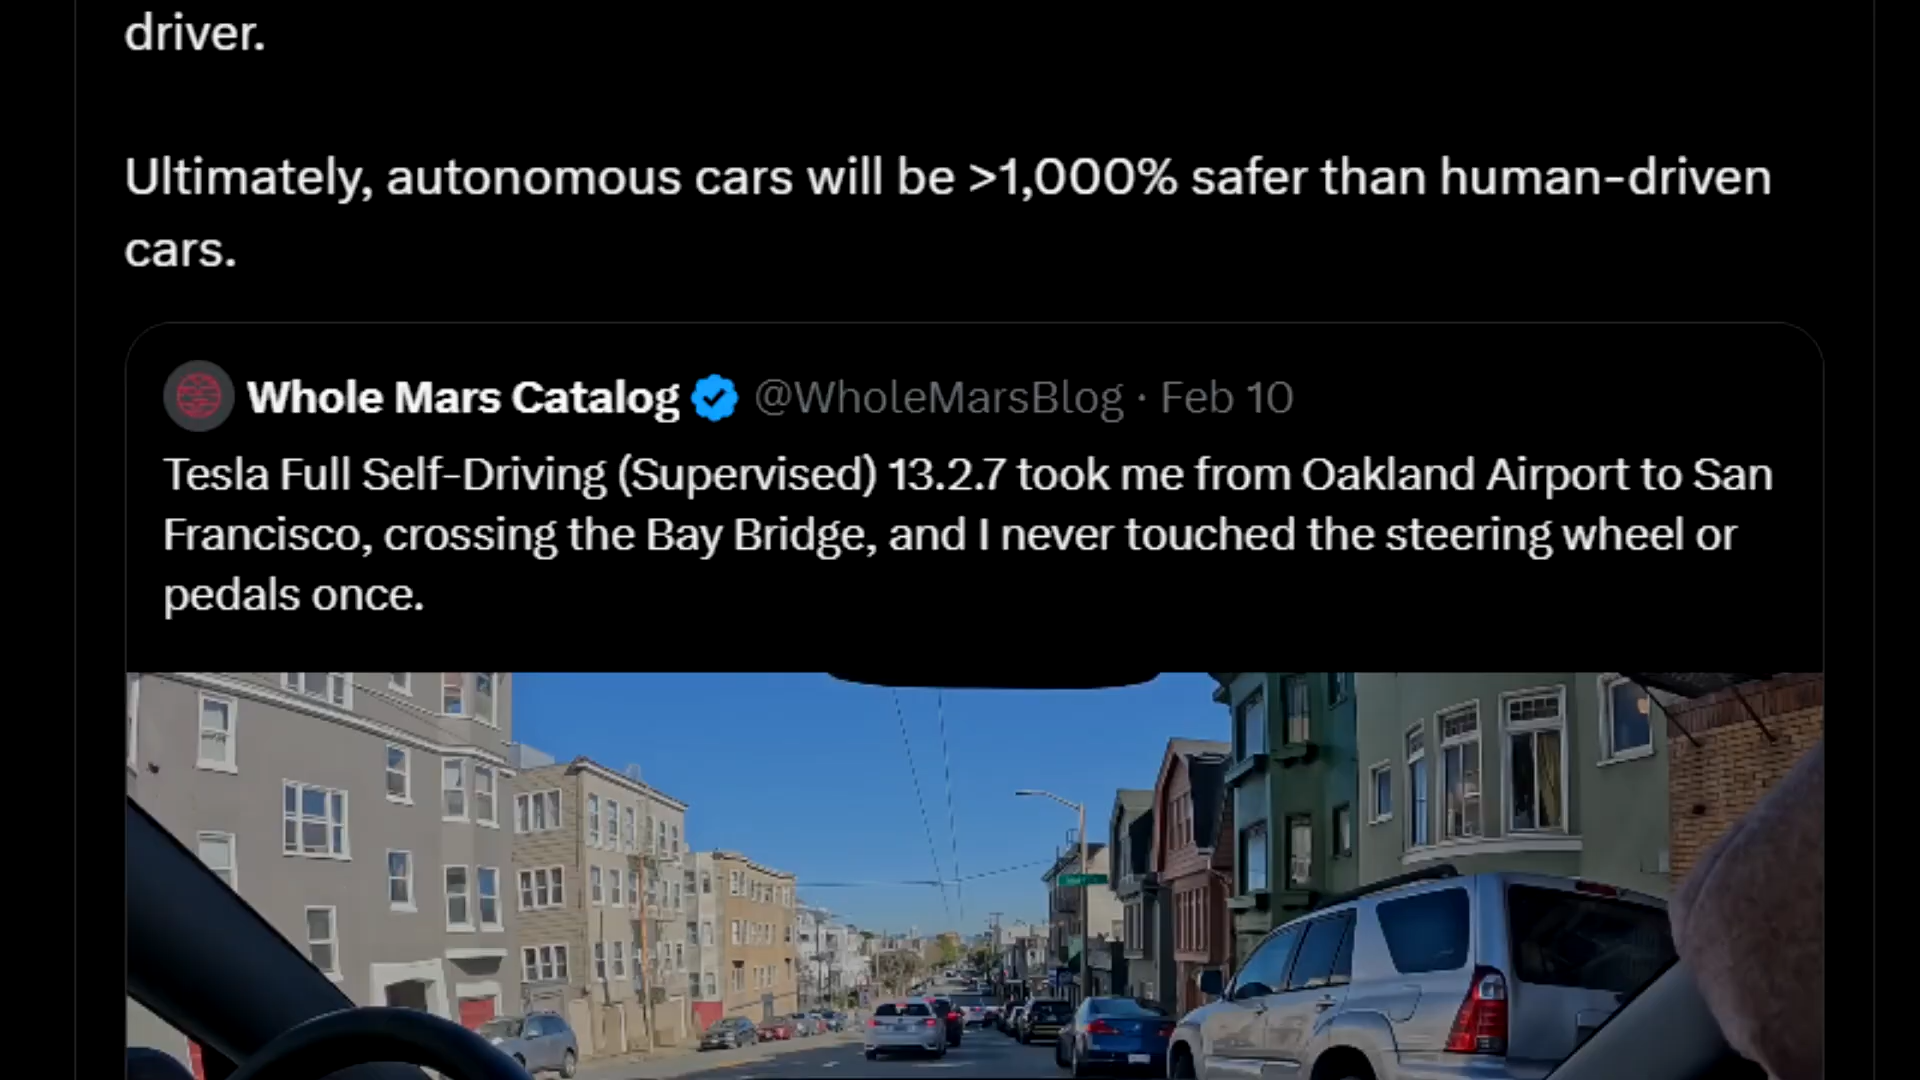 driver.
Ultimately, autonomous cars will be >1,000% safer than human-driven
cars.
Whole Mars Catalog @WholeMarsBlog · Feb 10
Tesla Full Self-Driving (Supervised) 13.2.7 took me from Oakland Airport to San
Francisco, crossing the Bay Bridge, and I never touched the steering wheel or
pedals once.